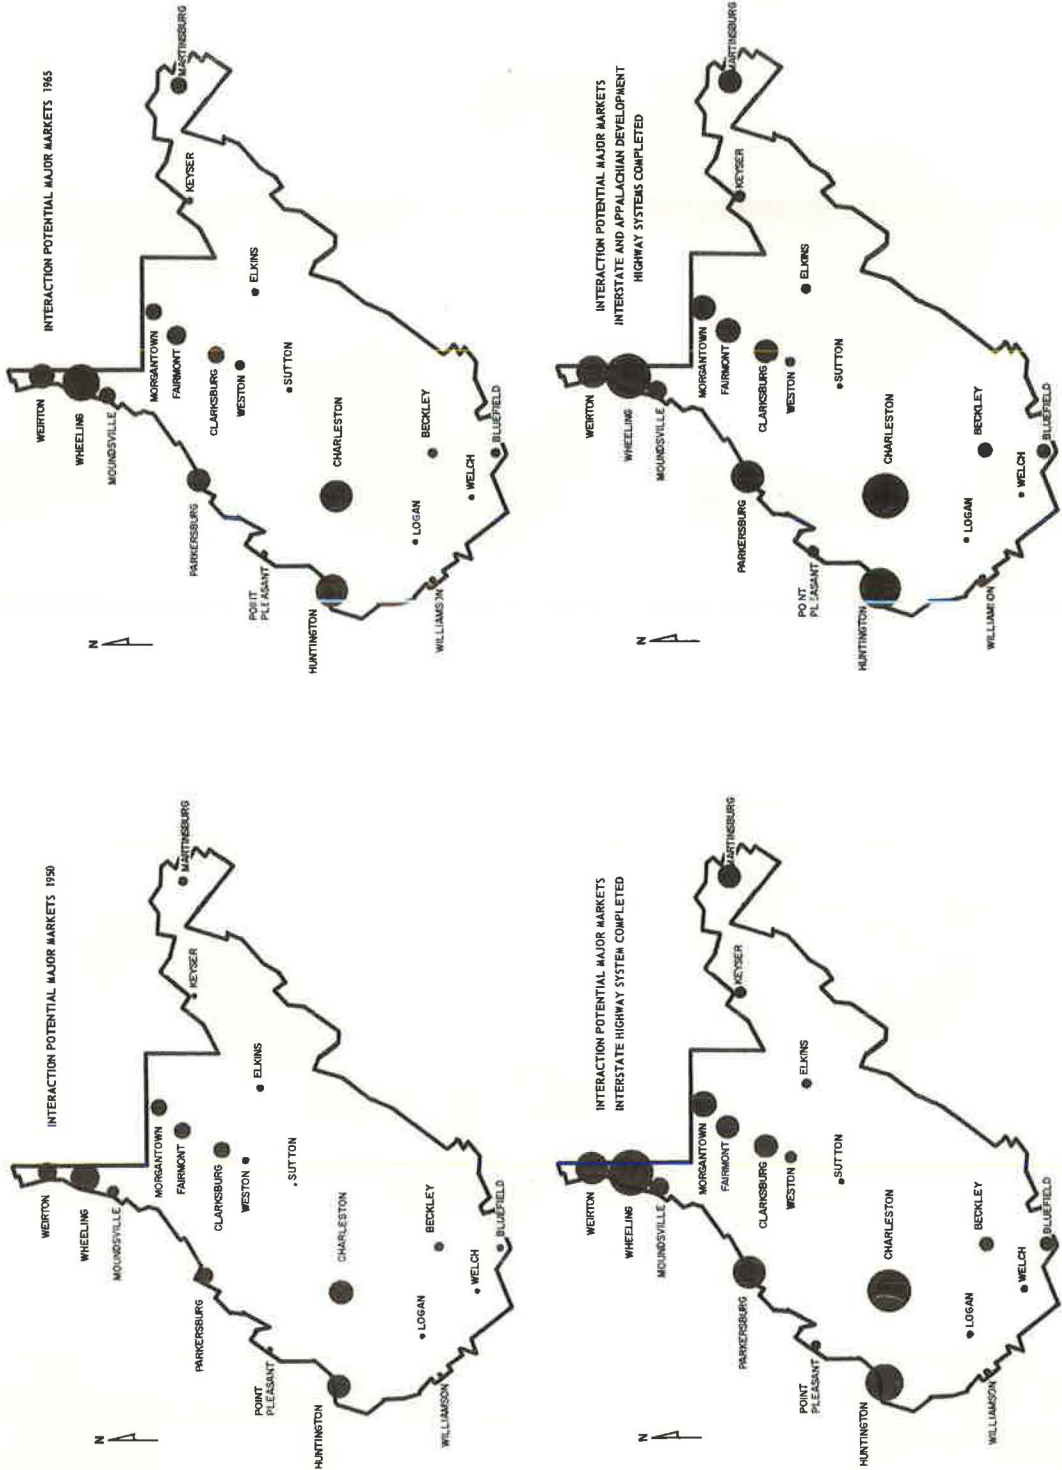 INTERACTION POTENTIAL MAJOR MARKETS 1950
N
WEIRTON
WHEELING
MOUNDSVILLE
MORGANTOWN
FAIRMONT
CLARKSBURG
WESTON
PARKERSBURG
POINT
PLEASANT
HUNTINGTON
CHARLESTON
SUTTON
ELKINS
KEYSER
MARTINSBURG
BECKLEY
LOGAN
WELCH
WILLIAMSON
BLUEFIELD
INTERACTION POTENTIAL MAJOR MARKETS 1965
N
WEIRTON
WHEELING
MOUNDSVILLE
MORGANTOWN
FAIRMONT
CLARKSBURG
WESTON
PARKERSBURG
POINT
PLEASANT
HUNTINGTON
CHARLESTON
SUTTON
ELKINS
KEYSER
MARTINSBURG
BECKLEY
LOGAN
WELCH
WILLIAMSON
BLUEFIELD
INTERACTION POTENTIAL MAJOR MARKETS
INTERSTATE HIGHWAY SYSTEM COMPLETED
N
WEIRTON
WHEELING
MOUNDSVILLE
MORGANTOWN
FAIRMONT
CLARKSBURG
WESTON
PARKERSBURG
POINT
PLEASANT
HUNTINGTON
CHARLESTON
SUTTON
ELKINS
KEYSER
MARTINSBURG
BECKLEY
LOGAN
WELCH
WILLIAMSON
BLUEFIELD
INTERACTION POTENTIAL MAJOR MARKETS
INTERSTATE AND APPALACHIAN DEVELOPMENT
HIGHWAY SYSTEMS COMPLETED
N
WEIRTON
WHEELING
MOUNDSVILLE
MORGANTOWN
FAIRMONT
CLARKSBURG
WESTON
PARKERSBURG
POINT
PLEASANT
HUNTINGTON
CHARLESTON
SUTTON
ELKINS
KEYSER
MARTINSBURG
BECKLEY
LOGAN
WELCH
WILLIAMSON
BLUEFIELD